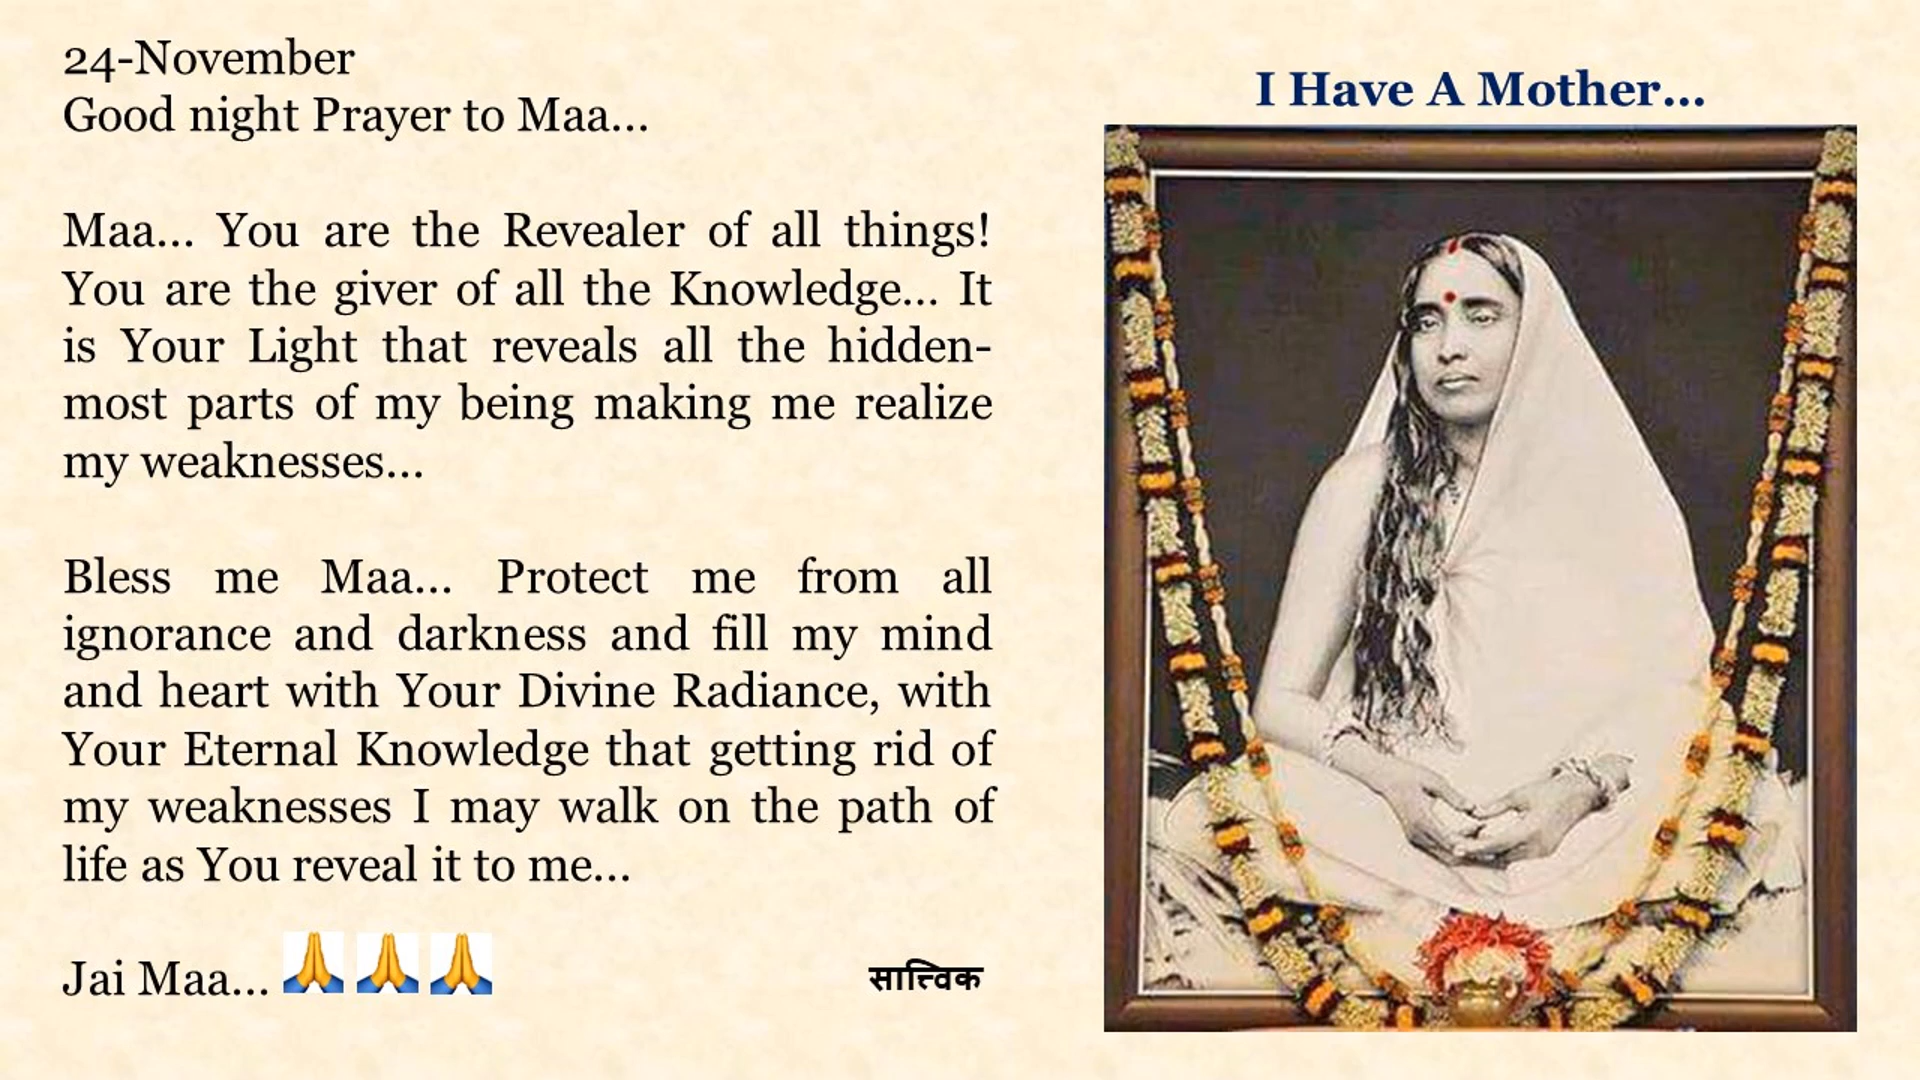 24-November
Good night Prayer to Maa...
I Have A Mother...
Maa... You are the Revealer of all things!
You are the giver of all the Knowledge... It
is Your Light that reveals all the hidden-
most parts of my being making me realize
my weaknesses...
Bless me Maa... Protect me from all
ignorance and darkness and fill my mind
and heart with Your Divine Radiance, with
Your Eternal Knowledge that getting rid of
my weaknesses I may walk on the path of
life as You reveal it to me...
Jai Maa... 🙏 🙏 🙏
सात्त्विक